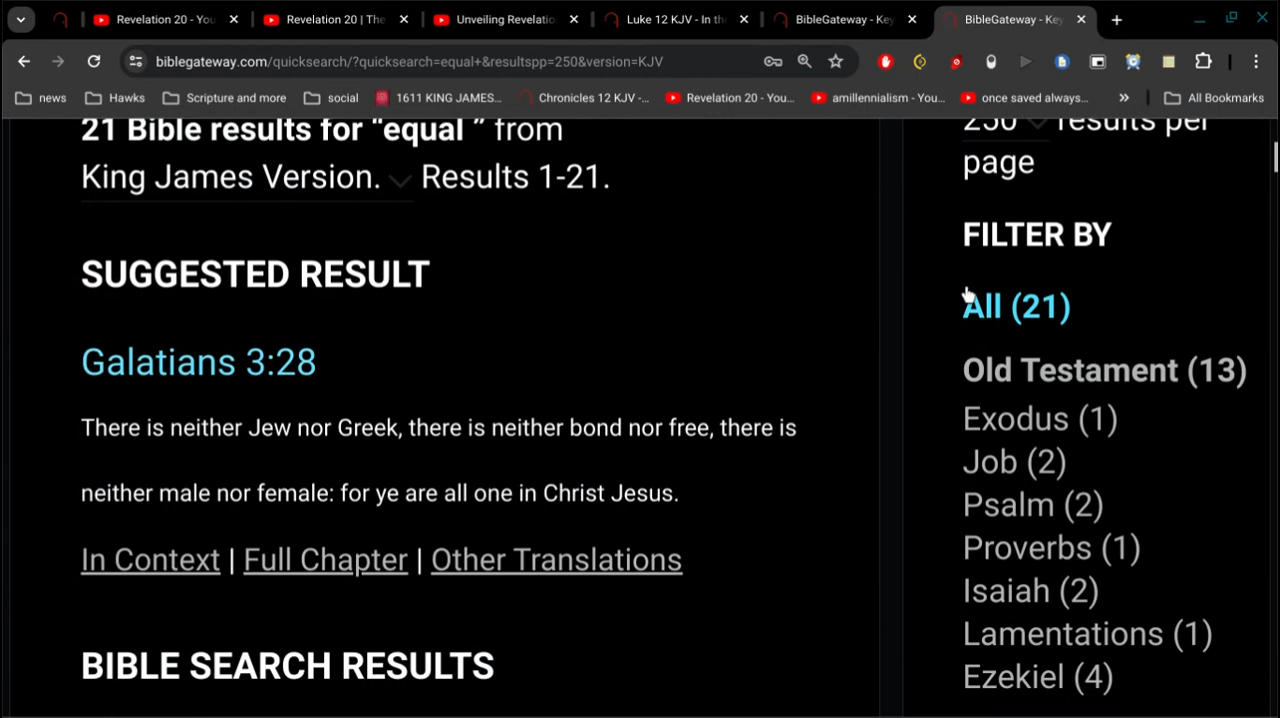 Revelation 20 - You
Revelation 20 | The
Unveiling Revelatio
Luke 12 KJV - In th
BibleGateway - Key
BibleGateway - Key
biblegateway.com/quicksearch/?quicksearch=equal+&resultspp=250&version=KJV
news
Hawks
Scripture and more
social
1611 KING JAMES...
Chronicles 12 KJV -...
Revelation 20 - You...
amillennialism - You...
once saved always...
All Bookmarks
21 Bible results for “equal ” from
King James Version. Results 1-21.
SUGGESTED RESULT
Galatians 3:28
There is neither Jew nor Greek, there is neither bond nor free, there is
neither male nor female: for ye are all one in Christ Jesus.
In Context | Full Chapter | Other Translations
BIBLE SEARCH RESULTS
250 results per
page
FILTER BY
All (21)
Old Testament (13)
Exodus (1)
Job (2)
Psalm (2)
Proverbs (1)
Isaiah (2)
Lamentations (1)
Ezekiel (4)